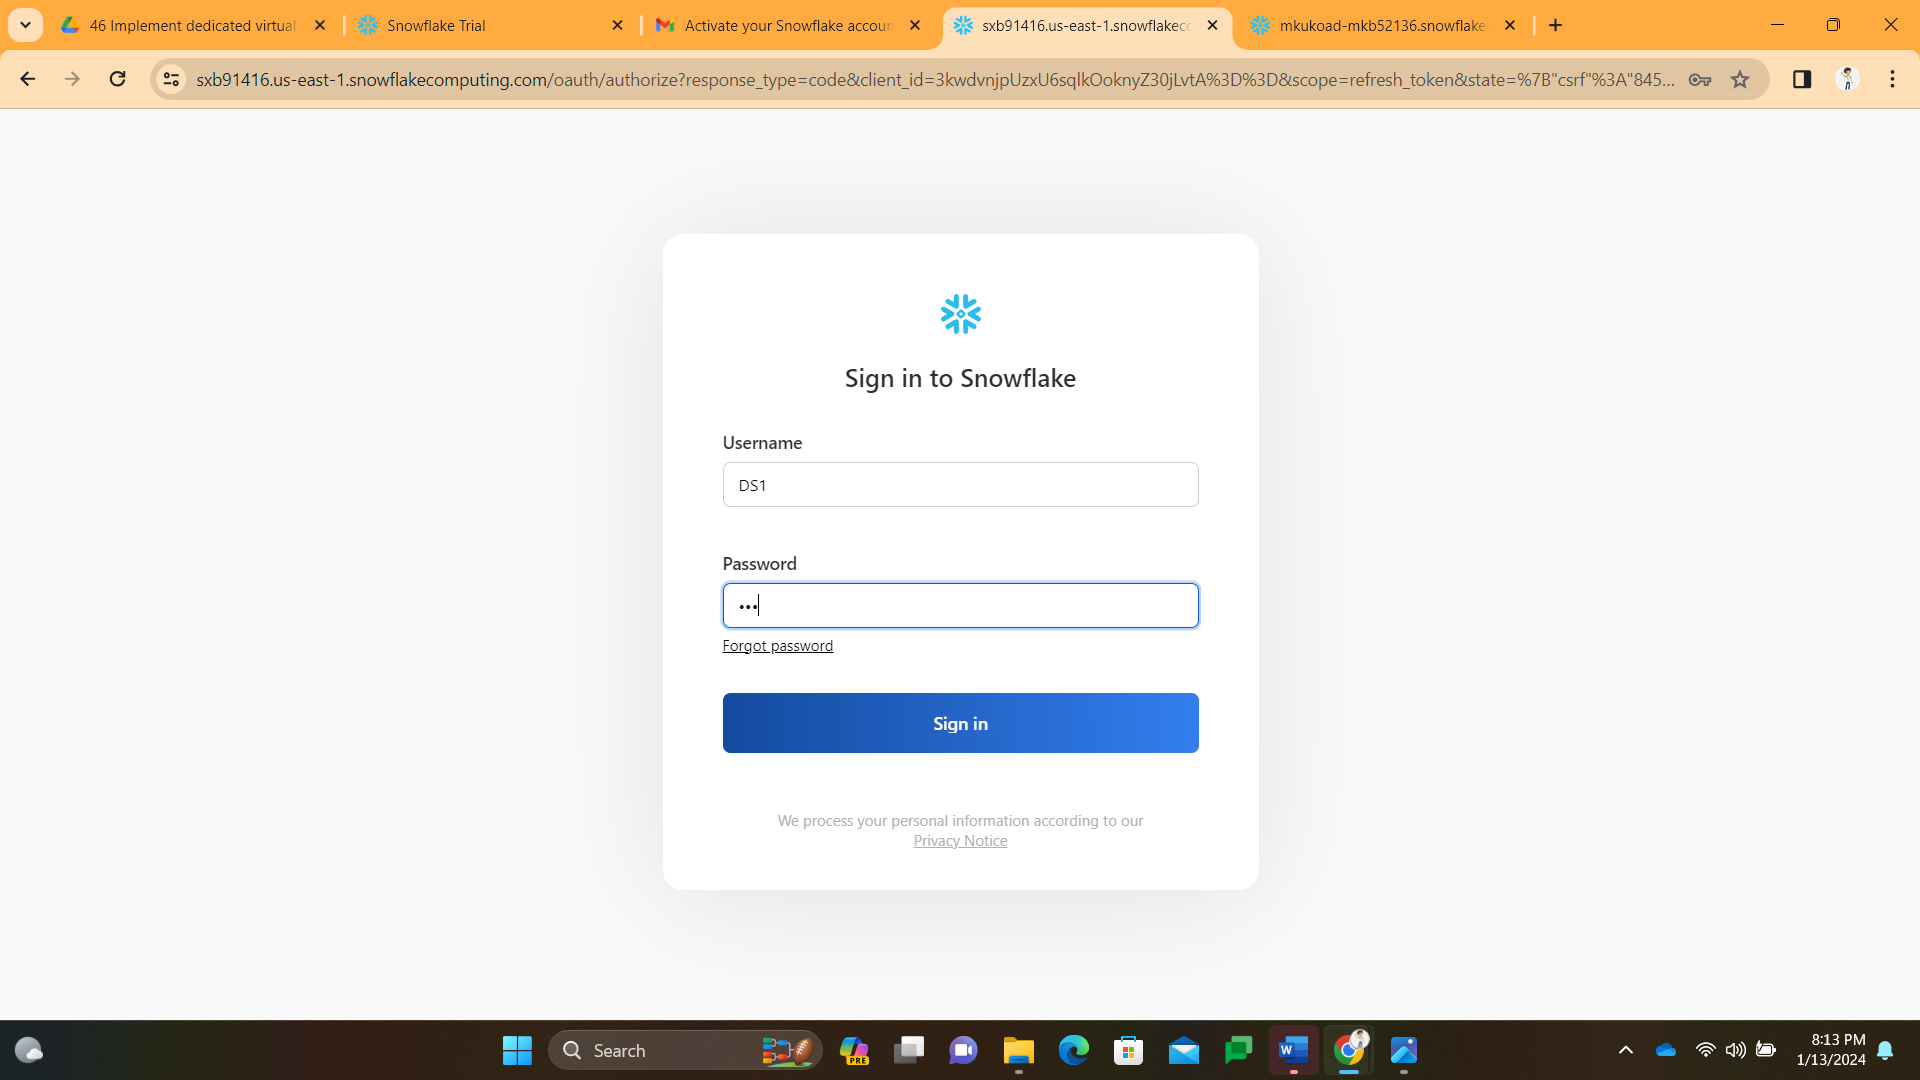 46 Implement dedicated virtual
Snowflake Trial
Activate your Snowflake accoun
sxb91416.us-east-1.snowflakecc
mkukoad-mkb52136.snowflake
sxb91416.us-east-1.snowflakecomputing.com/oauth/authorize?response_type=code&client_id=3kwdvnjpUzxU6sqlkOoknyZ30jLvtA%3D%3D&scope=refresh_token&state=%7B"csrf"%3A"845...
Sign in to Snowflake
Username
DS1
Password
•••
Forgot password
Sign in
We process your personal information according to our
Privacy Notice
Search
PRE
W
8:13 PM
1/13/2024